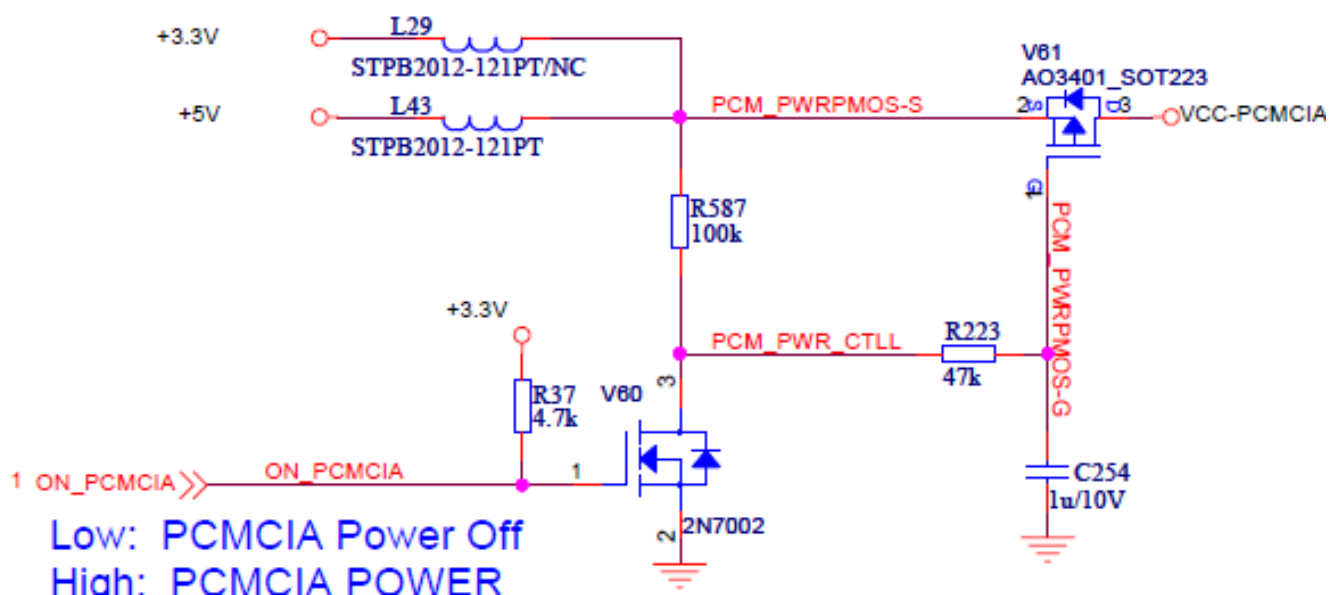 +3.3V
L29
STPB2012-121PT/NC
V61
AO3401_SOT223
+5V
L43
STPB2012-121PT
PCM_PWRPMOS-S
2
S
D
3
VCC-PCMCIA
G
1
R587
100k
PCM_PWRPMOS-G
+3.3V
PCM_PWR_CTLL
R223
47k
R37
4.7k
V60
3
1
ON_PCMCIA
ON_PCMCIA
1
2
2N7002
C254
1u/10V
Low: PCMCIA Power Off
High: PCMCIA POWER